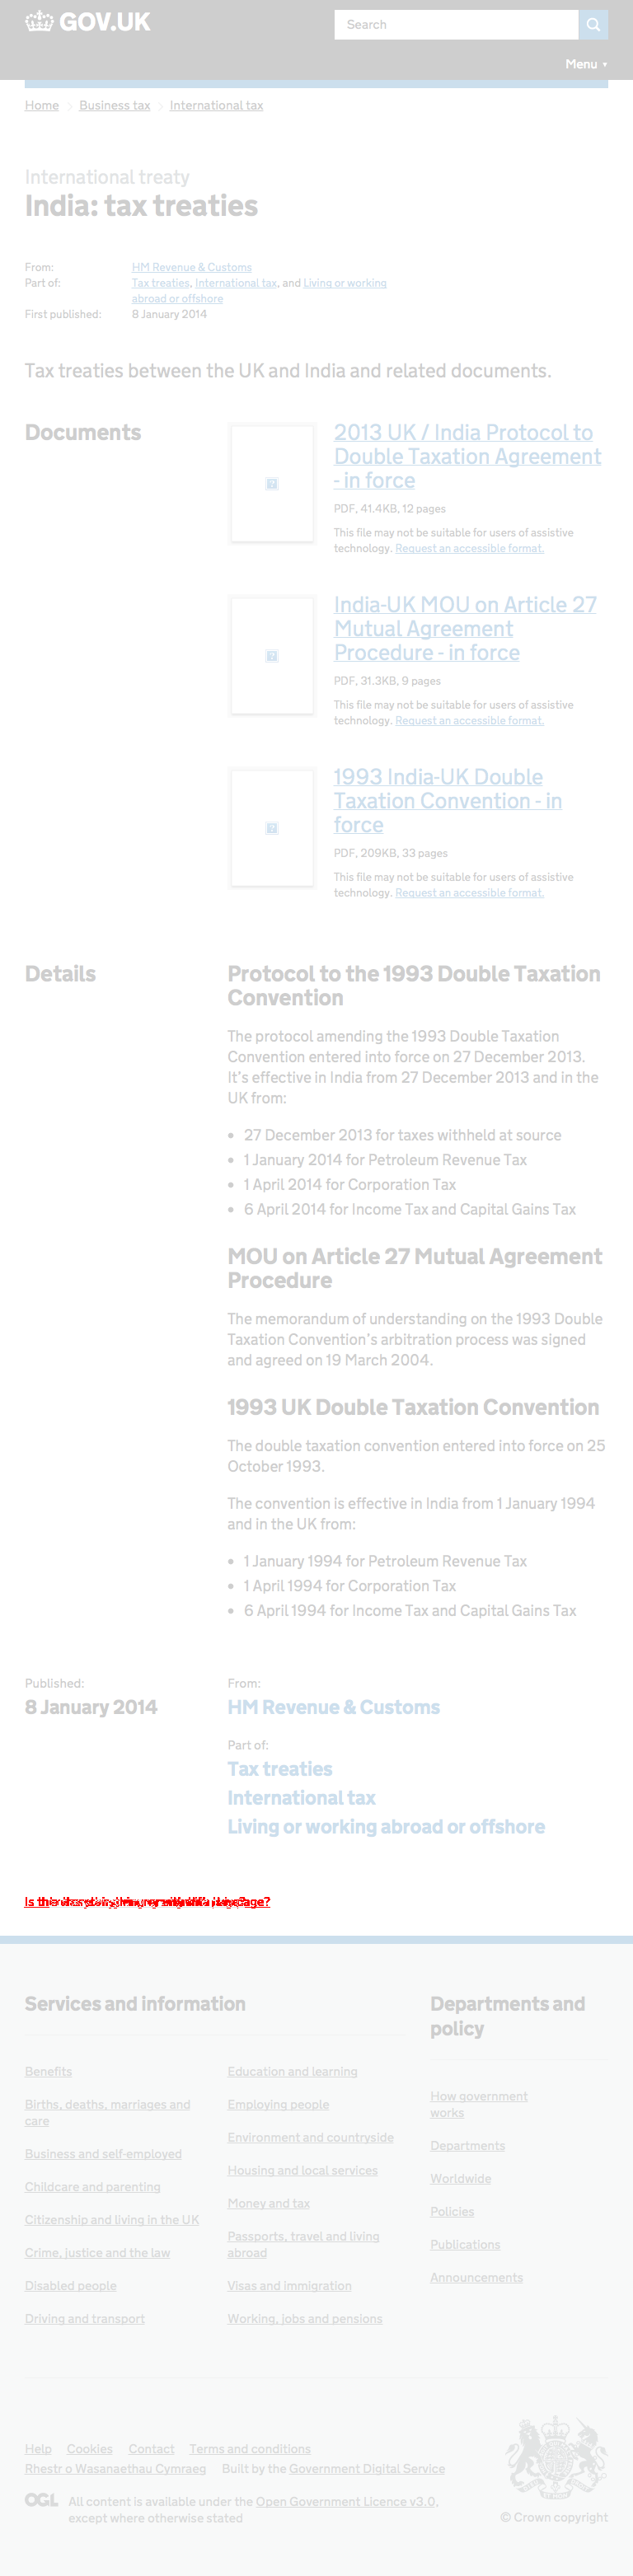 GOV.UK
Search
Menu ▼
Home
Business tax
International tax
International treaty
India: tax treaties
From:
HM Revenue & Customs
Part of:
Tax treaties, International tax, and Living or working
abroad or offshore
First published:
8 January 2014
Tax treaties between the UK and India and related documents.
Documents
2013 UK / India Protocol to
Double Taxation Agreement
- in force
PDF, 41.4KB, 12 pages
This file may not be suitable for users of assistive
technology. Request an accessible format.
India-UK MOU on Article 27
Mutual Agreement
Procedure - in force
PDF, 31.3KB, 9 pages
This file may not be suitable for users of assistive
technology. Request an accessible format.
1993 India-UK Double
Taxation Convention - in
force
PDF, 209KB, 33 pages
This file may not be suitable for users of assistive
technology. Request an accessible format.
Details
Protocol to the 1993 Double Taxation
Convention
The protocol amending the 1993 Double Taxation
Convention entered into force on 27 December 2013.
It's effective in India from 27 December 2013 and in the
UK from:
• 27 December 2013 for taxes withheld at source
• 1 January 2014 for Petroleum Revenue Tax
• 1 April 2014 for Corporation Tax
• 6 April 2014 for Income Tax and Capital Gains Tax
MOU on Article 27 Mutual Agreement
Procedure
The memorandum of understanding on the 1993 Double
Taxation Convention's arbitration process was signed
and agreed on 19 March 2004.
1993 UK Double Taxation Convention
The double taxation convention entered into force on 25
October 1993.
The convention is effective in India from 1 January 1994
and in the UK from:
• 1 January 1994 for Petroleum Revenue Tax
• 1 April 1994 for Corporation Tax
• 6 April 1994 for Income Tax and Capital Gains Tax
Published:
8 January 2014
From:
HM Revenue & Customs
Part of:
Tax treaties
International tax
Living or working abroad or offshore
Services and information
Benefits
Births, deaths, marriages and
care
Business and self-employed
Childcare and parenting
Citizenship and living in the UK
Crime, justice and the law
Disabled people
Driving and transport
Education and learning
Employing people
Environment and countryside
Housing and local services
Money and tax
Passports, travel and living
abroad
Visas and immigration
Working, jobs and pensions
Departments and
policy
How government
works
Departments
Worldwide
Policies
Publications
Announcements
Help
Cookies
Contact
Terms and conditions
Rhestr o Wasanaethau Cymraeg
Built by the Government Digital Service
OGL
All content is available under the Open Government Licence v3.0,
except where otherwise stated
© Crown copyright